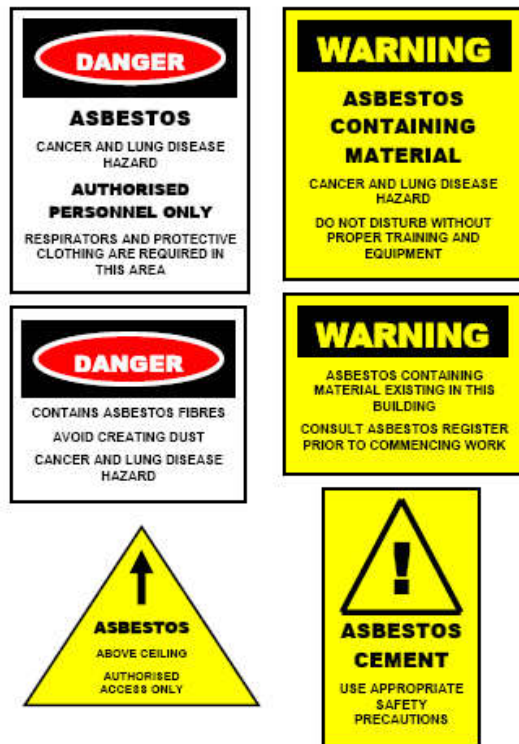 DANGER
ASBESTOS
CANCER AND LUNG DISEASE
HAZARD
AUTHORISED
PERSONNEL ONLY
RESPIRATORS AND PROTECTIVE
CLOTHING ARE REQUIRED IN
THIS AREA
WARNING
ASBESTOS
CONTAINING
MATERIAL
CANCER AND LUNG DISEASE
HAZARD
DO NOT DISTURB WITHOUT
PROPER TRAINING AND
EQUIPMENT
DANGER
CONTAINS ASBESTOS FIBRES
AVOID CREATING DUST
CANCER AND LUNG DISEASE
HAZARD
WARNING
ASBESTOS CONTAINING
MATERIAL EXISTING IN THIS
BUILDING
CONSULT ASBESTOS REGISTER
PRIOR TO COMMENCING WORK
ASBESTOS
ABOVE CEILING
AUTHORISED
ACCESS ONLY
!
ASBESTOS
CEMENT
USE APPROPRIATE
SAFETY
PRECAUTIONS